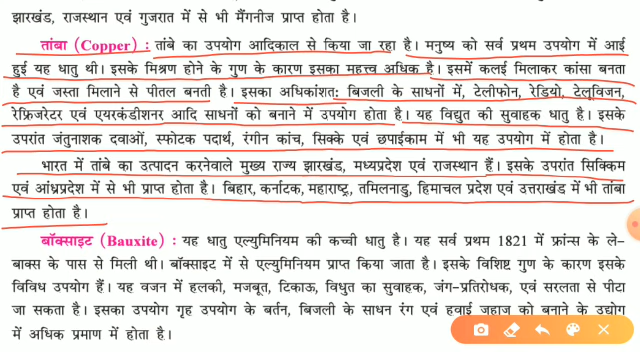 झारखंड, राजस्थान एवं गुजरात में से भी मैंगनीज प्राप्त होता है।
तांबा (Copper) : तांबे का उपयोग आदिकाल से किया जा रहा है। मनुष्य को सर्व प्रथम उपयोग में आई
हुई यह धातु थी। इसके मिश्रण होने के गुण के कारण इसका महत्त्व अधिक है। इसमें कलई मिलाकर कांसा बनता
है एवं जस्ता मिलाने से पीतल बनती है। इसका अधिकांशतः बिजली के साधनों में, टेलीफोन, रेडियो, टेलूविजन,
रेफ्रिजरेटर एवं एयरकंडीशनर आदि साधनों को बनाने में उपयोग होता है। यह विद्युत की सुवाहक धातु है। इसके
उपरांत जंतुनाशक दवाओं, स्फोटक पदार्थ, रंगीन कांच, सिक्के एवं छपाईकाम में भी यह उपयोग में होता है।
भारत में तांबे का उत्पादन करनेवाले मुख्य राज्य झारखंड, मध्यप्रदेश एवं राजस्थान हैं। इसके उपरांत सिक्किम
एवं आंध्रप्रदेश में से भी प्राप्त होता है। बिहार, कर्नाटक, महाराष्ट्र, तमिलनाडु, हिमाचल प्रदेश एवं उत्तराखंड में भी तांबा
प्राप्त होता है।
बॉक्साइट (Bauxite) : यह धातु एल्युमिनियम की कच्ची धातु है। यह सर्व प्रथम 1821 में फ्रांन्स के ले-
बाक्स के पास से मिली थी। बॉक्साइट में से एल्युमिनियम प्राप्त किया जाता है। इसके विशिष्ट गुण के कारण इसके
विविध उपयोग हैं। यह वजन में हलकी, मजबूत, टिकाऊ, विधुत का सुवाहक, जंग-प्रतिरोधक, एवं सरलता से पीटा
जा सकता है। इसका उपयोग गृह उपयोग के बर्तन, बिजली के साधन रंग एवं हवाई जहाज को बनाने के उद्योग
में अधिक प्रमाण में होता है।